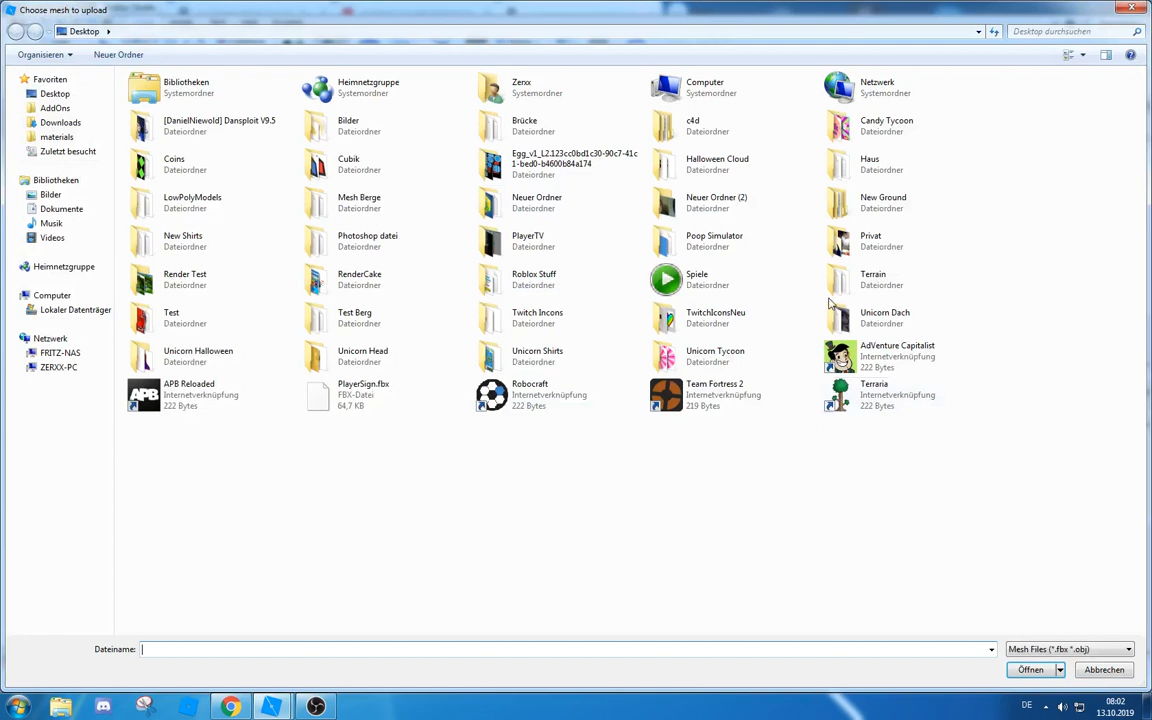 Choose mesh to upload
Desktop
Desktop durchsuchen
Organisieren
Neuer Ordner
Favoriten
Desktop
AddOns
Downloads
materials
Zuletzt besucht
Bibliotheken
Bilder
Dokumente
Musik
Videos
Heimnetzgruppe
Computer
Lokaler Datenträger
Netzwerk
FRITZ-NAS
ZERXX-PC
Bibliotheken
Systemordner
Heimnetzgruppe
Systemordner
Zerxx
Systemordner
Computer
Systemordner
Netzwerk
Systemordner
[DanielNiewold] Dansploit V9.5
Dateiordner
Bilder
Dateiordner
Brücke
Dateiordner
c4d
Dateiordner
Candy Tycoon
Dateiordner
Coins
Dateiordner
Cubik
Dateiordner
Egg_v1_L2.123cc0bd1c30-90c7-41c
1-bed0-b4600b84a174
Dateiordner
Halloween Cloud
Dateiordner
Haus
Dateiordner
LowPolyModels
Dateiordner
Mesh Berge
Dateiordner
Neuer Ordner
Dateiordner
Neuer Ordner (2)
Dateiordner
New Ground
Dateiordner
New Shirts
Dateiordner
Photoshop datei
Dateiordner
PlayerTV
Dateiordner
Poop Simulator
Dateiordner
Privat
Dateiordner
Render Test
Dateiordner
RenderCake
Dateiordner
Roblox Stuff
Dateiordner
Spiele
Dateiordner
Terrain
Dateiordner
Test
Dateiordner
Test Berg
Dateiordner
Twitch Incons
Dateiordner
TwitchIconsNeu
Dateiordner
Unicorn Dach
Dateiordner
Unicorn Halloween
Dateiordner
Unicorn Head
Dateiordner
Unicorn Shirts
Dateiordner
Unicorn Tycoon
Dateiordner
AdVenture Capitalist
Internetverknüpfung
222 Bytes
APB
APB Reloaded
Internetverknüpfung
222 Bytes
PlayerSign.fbx
FBX-Datei
64,7 KB
Robocraft
Internetverknüpfung
222 Bytes
Team Fortress 2
Internetverknüpfung
219 Bytes
Terraria
Internetverknüpfung
222 Bytes
Dateiname:
Mesh Files (*.fbx *.obj)
Öffnen
Abbrechen
DE
08:02
13.10.2019